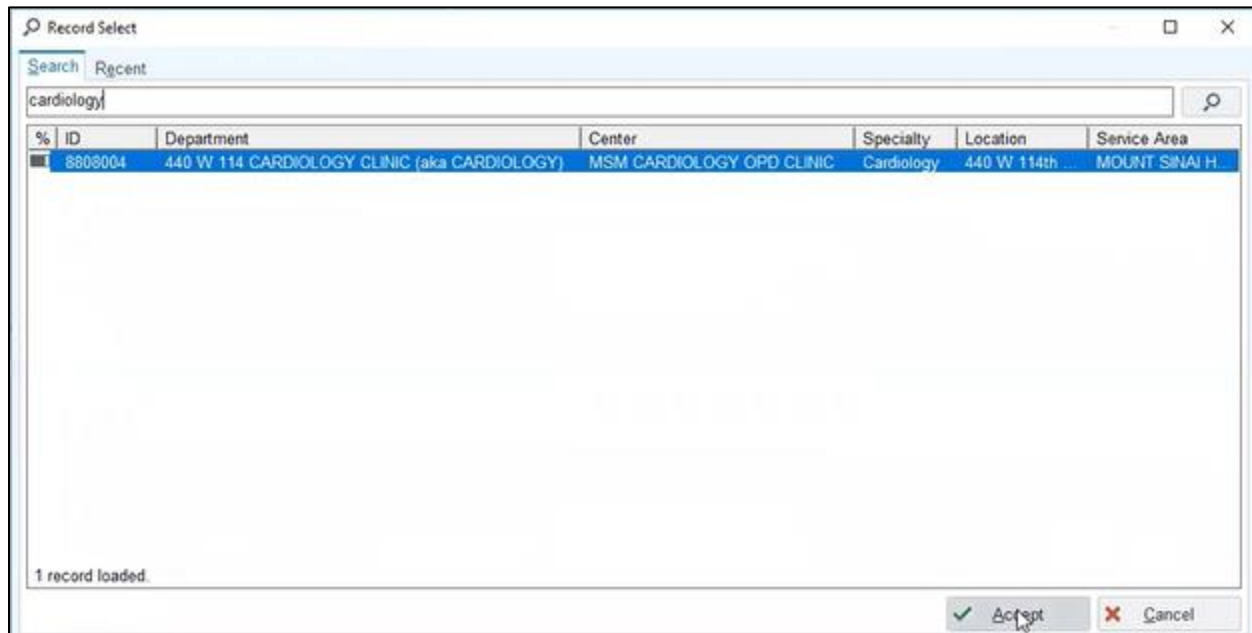 Record Select
Search Recent
cardiology
% ID Department Center Specialty Location Service Area
8808004 440 W 114 CARDIOLOGY CLINIC (aka CARDIOLOGY) MSM CARDIOLOGY OPD CLINIC Cardiology 440 W 114th ... MOUNT SINAI H...
1 record loaded.
Accept Cancel